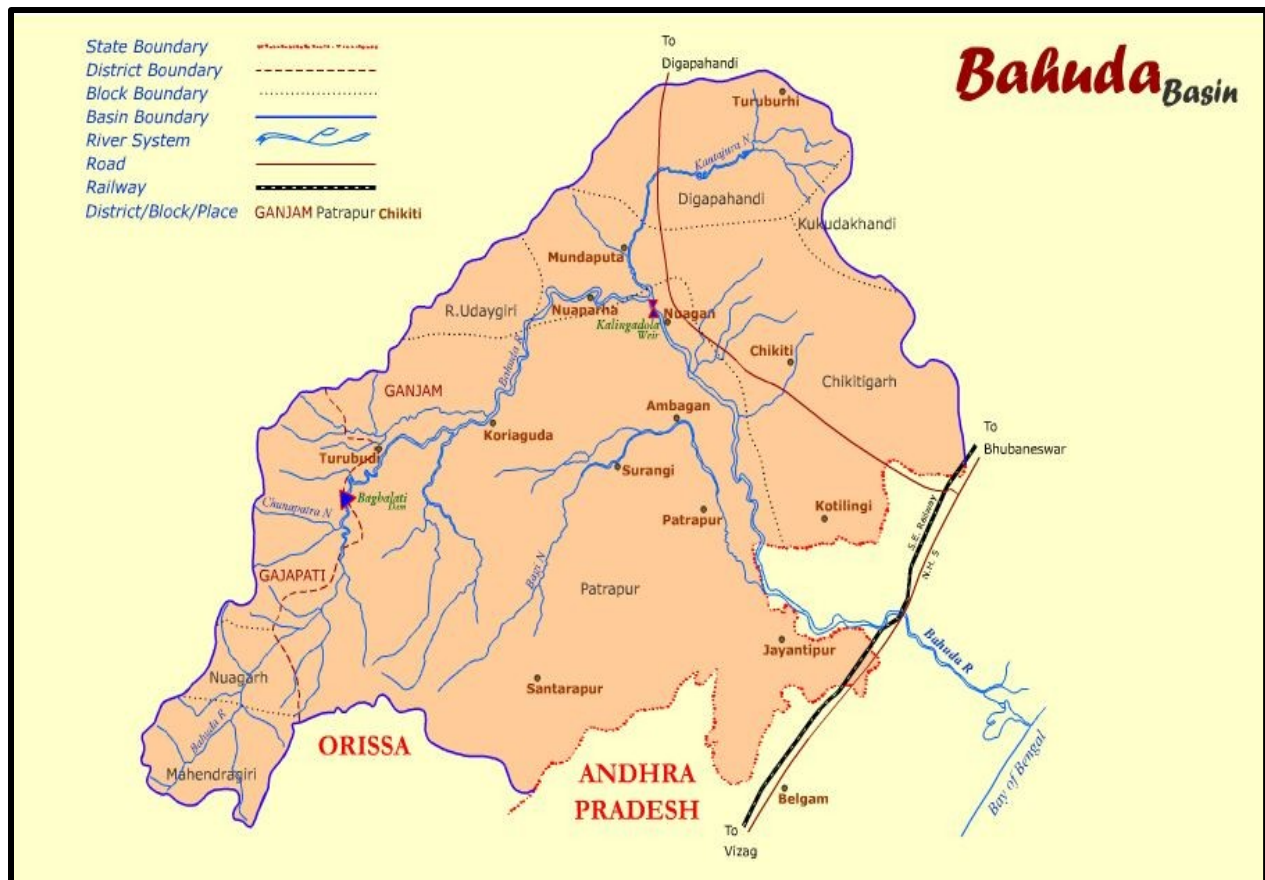 State Boundary
District Boundary
Block Boundary
Basin Boundary
River System
Road
Railway
District/Block/Place GANJAM Patrapur Chikiti
Bahuda Basin
To
Digapahandi
Turuburhi
Kantajura N
Digapahandi
Kukudakhandi
Mundaputa
R.Udaygiri
Nuaparha
Nuagan
Kalingadola
Weir
Bahuda R
Chikiti
Chikitigarh
GANJAM
Ambagan
Koriaguda
To
Bhubaneswar
Turubudi
Surangi
Baghalati
Dam
Chunapatra N
Patrapur
Kotilingi
S.E. Railway
N.H. 5
Bagi N
GAJAPATI
Patrapur
Jayantipur
Bahuda R
Nuagarh
Santarapur
Bahuda R
Mahendragiri
ORISSA
ANDHRA
PRADESH
Belgam
Bay of Bengal
To
Vizag